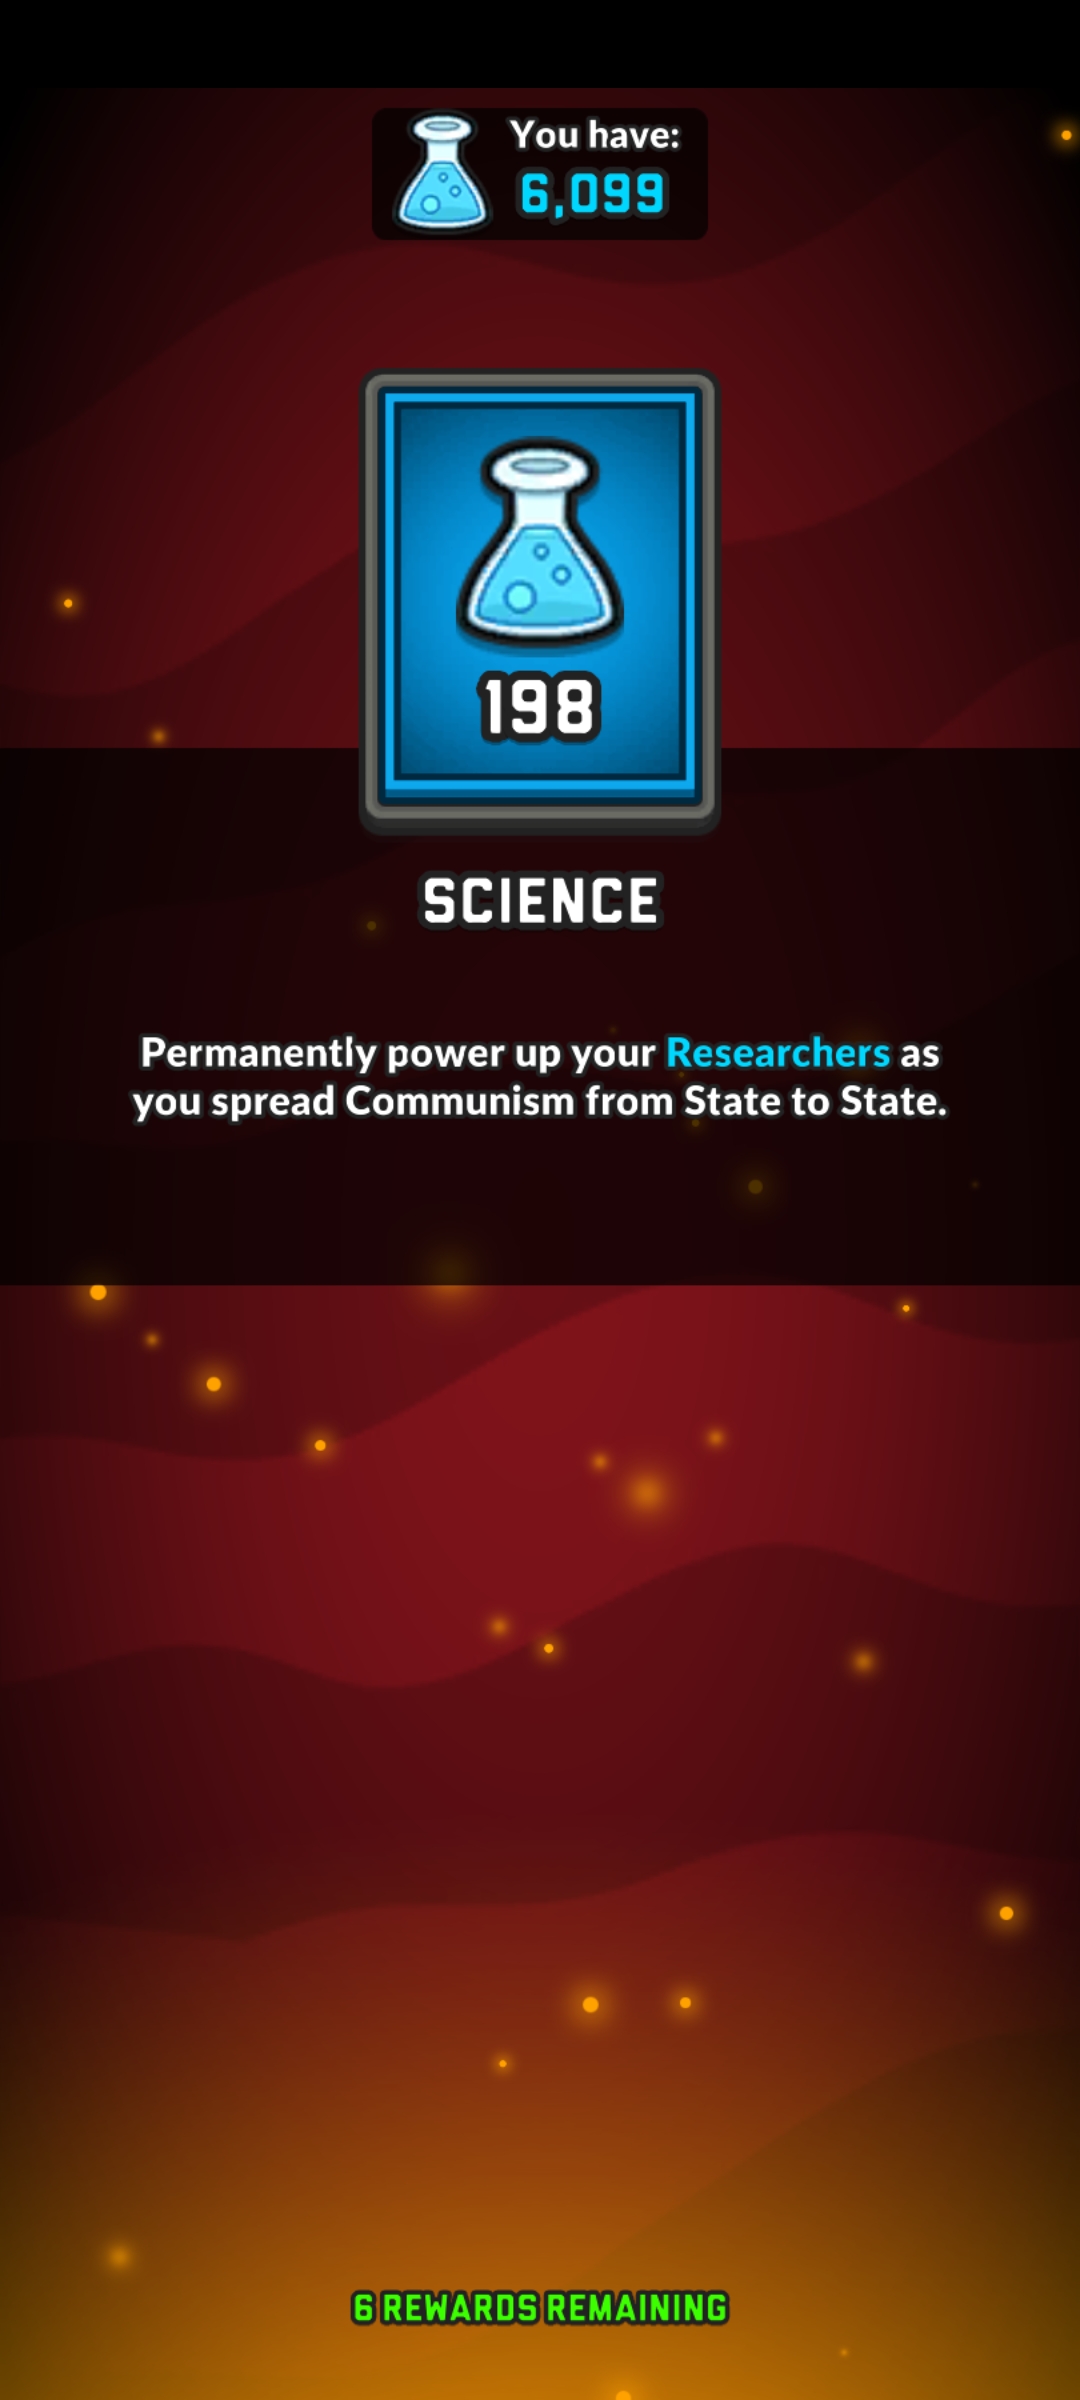 You have:
6,099
198
SCIENCE
Permanently power up your Researchers as
you spread Communism from State to State.
6 REWARDS REMAINING